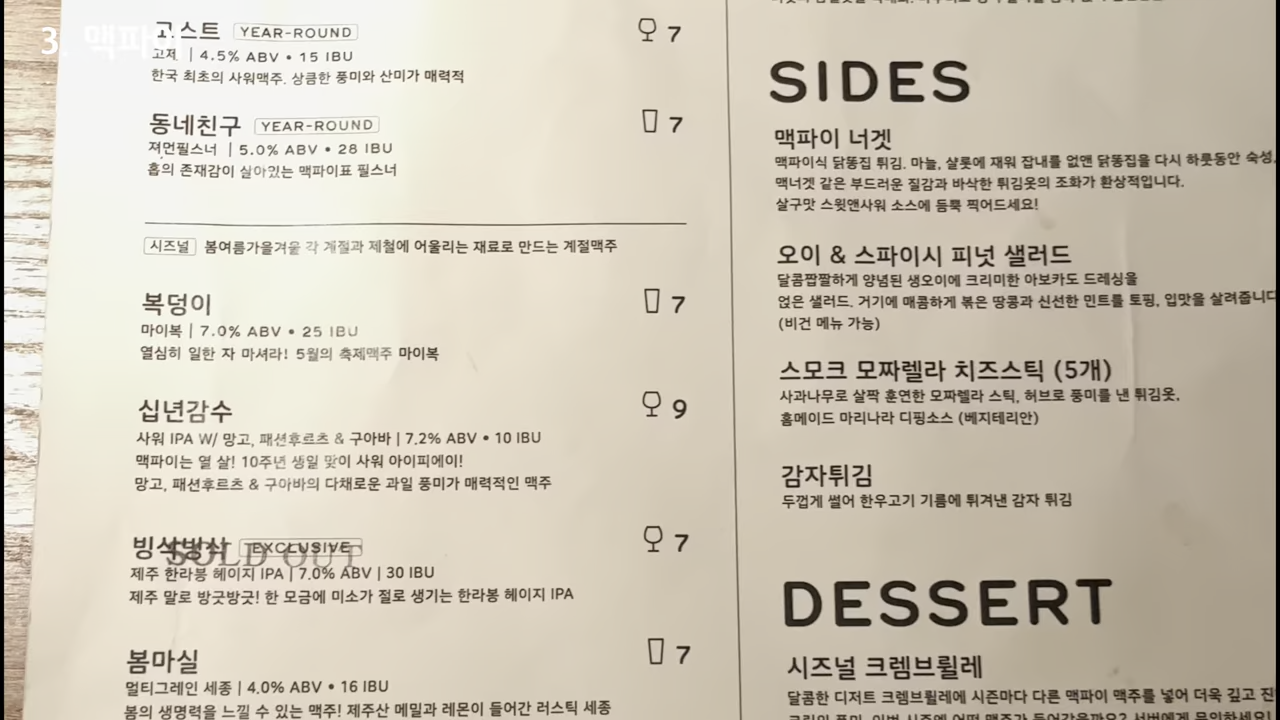 3. 맥파이
고스트 YEAR-ROUND 7
고제 | 4.5% ABV • 15 IBU
한국 최초의 사워맥주. 상큼한 풍미와 산미가 매력적
동네친구 YEAR-ROUND 7
져먼필스너 | 5.0% ABV • 28 IBU
홉의 존재감이 살아있는 맥파이표 필스너
시즈널 봄여름가을겨울 각 계절과 제철에 어울리는 재료로 만드는 계절맥주
복덩이 7
마이복 | 7.0% ABV • 25 IBU
열심히 일한 자 마셔라! 5월의 축제맥주 마이복
십년감수 9
사워 IPA W/ 망고, 패션후르츠 & 구아바 | 7.2% ABV • 10 IBU
맥파이는 열 살! 10주년 생일 맞이 사워 아이피에이!
망고, 패션후르츠 & 구아바의 다채로운 과일 풍미가 매력적인 맥주
빙삭빙삭 EXCLUSIVE 7
SOLD OUT
제주 한라봉 헤이지 IPA | 7.0% ABV | 30 IBU
제주 말로 방긋방긋! 한 모금에 미소가 절로 생기는 한라봉 헤이지 IPA
봄마실 7
멀티그레인 세종 | 4.0% ABV • 16 IBU
봄의 생명력을 느낄 수 있는 맥주! 제주산 메밀과 레몬이 들어간 러스틱 세종
SIDES
맥파이 너겟
맥파이식 닭똥집 튀김. 마늘, 샬롯에 재워 잡내를 없앤 닭똥집을 다시 하룻동안 숙성,
맥너겟 같은 부드러운 질감과 바삭한 튀김옷의 조화가 환상적입니다.
살구맛 스윗앤사워 소스에 듬뿍 찍어드세요!
오이 & 스파이시 피넛 샐러드
달콤짭짤하게 양념된 생오이에 크리미한 아보카도 드레싱을
얹은 샐러드. 거기에 매콤하게 볶은 땅콩과 신선한 민트를 토핑, 입맛을 살려줍니다
(비건 메뉴 가능)
스모크 모짜렐라 치즈스틱 (5개)
사과나무로 살짝 훈연한 모짜렐라 스틱, 허브로 풍미를 낸 튀김옷,
홈메이드 마리나라 디핑소스 (베지테리안)
감자튀김
두껍게 썰어 한우고기 기름에 튀겨낸 감자 튀김
DESSERT
시즈널 크렘브륄레
달콤한 디저트 크렘브륄레에 시즌마다 다른 맥파이 맥주를 넣어 더욱 깊고 진